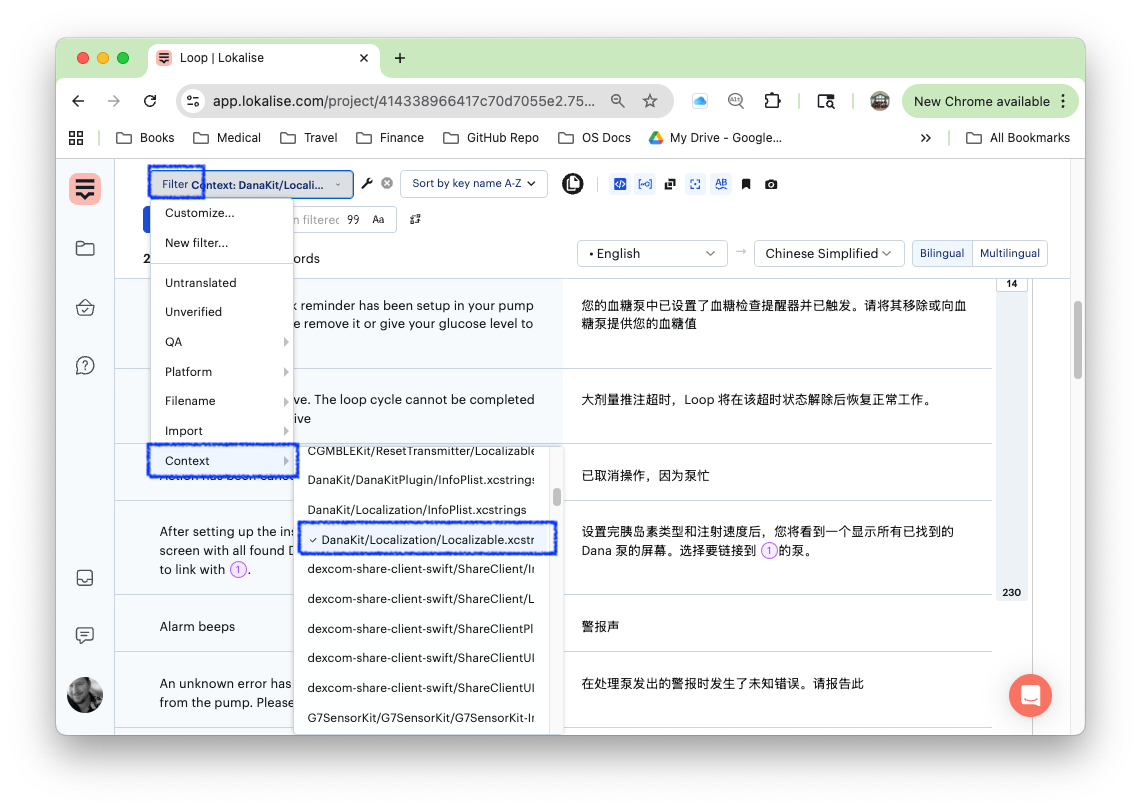 Loop | Lokalise
app.lokalise.com/project/414338966417c70d7055e2.75...
New Chrome available
Books
Medical
Travel
Finance
GitHub Repo
OS Docs
My Drive - Google...
All Bookmarks
Filter Context: DanaKit/Locali...
Sort by key name A-Z
Customize...
New filter...
n filtered
99
Aa
2
ords
• English
Chinese Simplified
Bilingual
Multilingual
14
Untranslated
Unverified
QA
Platform
Filename
Import
Context
reminder has been setup in your pump
e remove it or give your glucose level to
您的血糖泵中已设置了血糖检查提醒器并已触发。请将其移除或向血
糖泵提供您的血糖值
ve. The loop cycle cannot be completed
ive
大剂量推注超时，Loop 将在该超时状态解除后恢复正常工作。
Action has been canc
已取消操作，因为泵忙
CGMBLEKit/ResetTransmitter/Localizable
DanaKit/DanaKitPlugin/InfoPlist.xcstrings
DanaKit/Localization/InfoPlist.xcstrings
DanaKit/Localization/Localizable.xcstr
dexcom-share-client-swift/ShareClient/In
dexcom-share-client-swift/ShareClient/L
dexcom-share-client-swift/ShareClientPl
dexcom-share-client-swift/ShareClientUI
dexcom-share-client-swift/ShareClientUI
G7SensorKit/G7SensorKit/G7SensorKit-In
After setting up the ins
screen with all found D
to link with 1.
设置完胰岛素类型和注射速度后，您将看到一个显示所有已找到的
Dana 泵的屏幕。选择要链接到 1 的泵。
230
Alarm beeps
警报声
An unknown error has
from the pump. Please
在处理泵发出的警报时发生了未知错误。请报告此